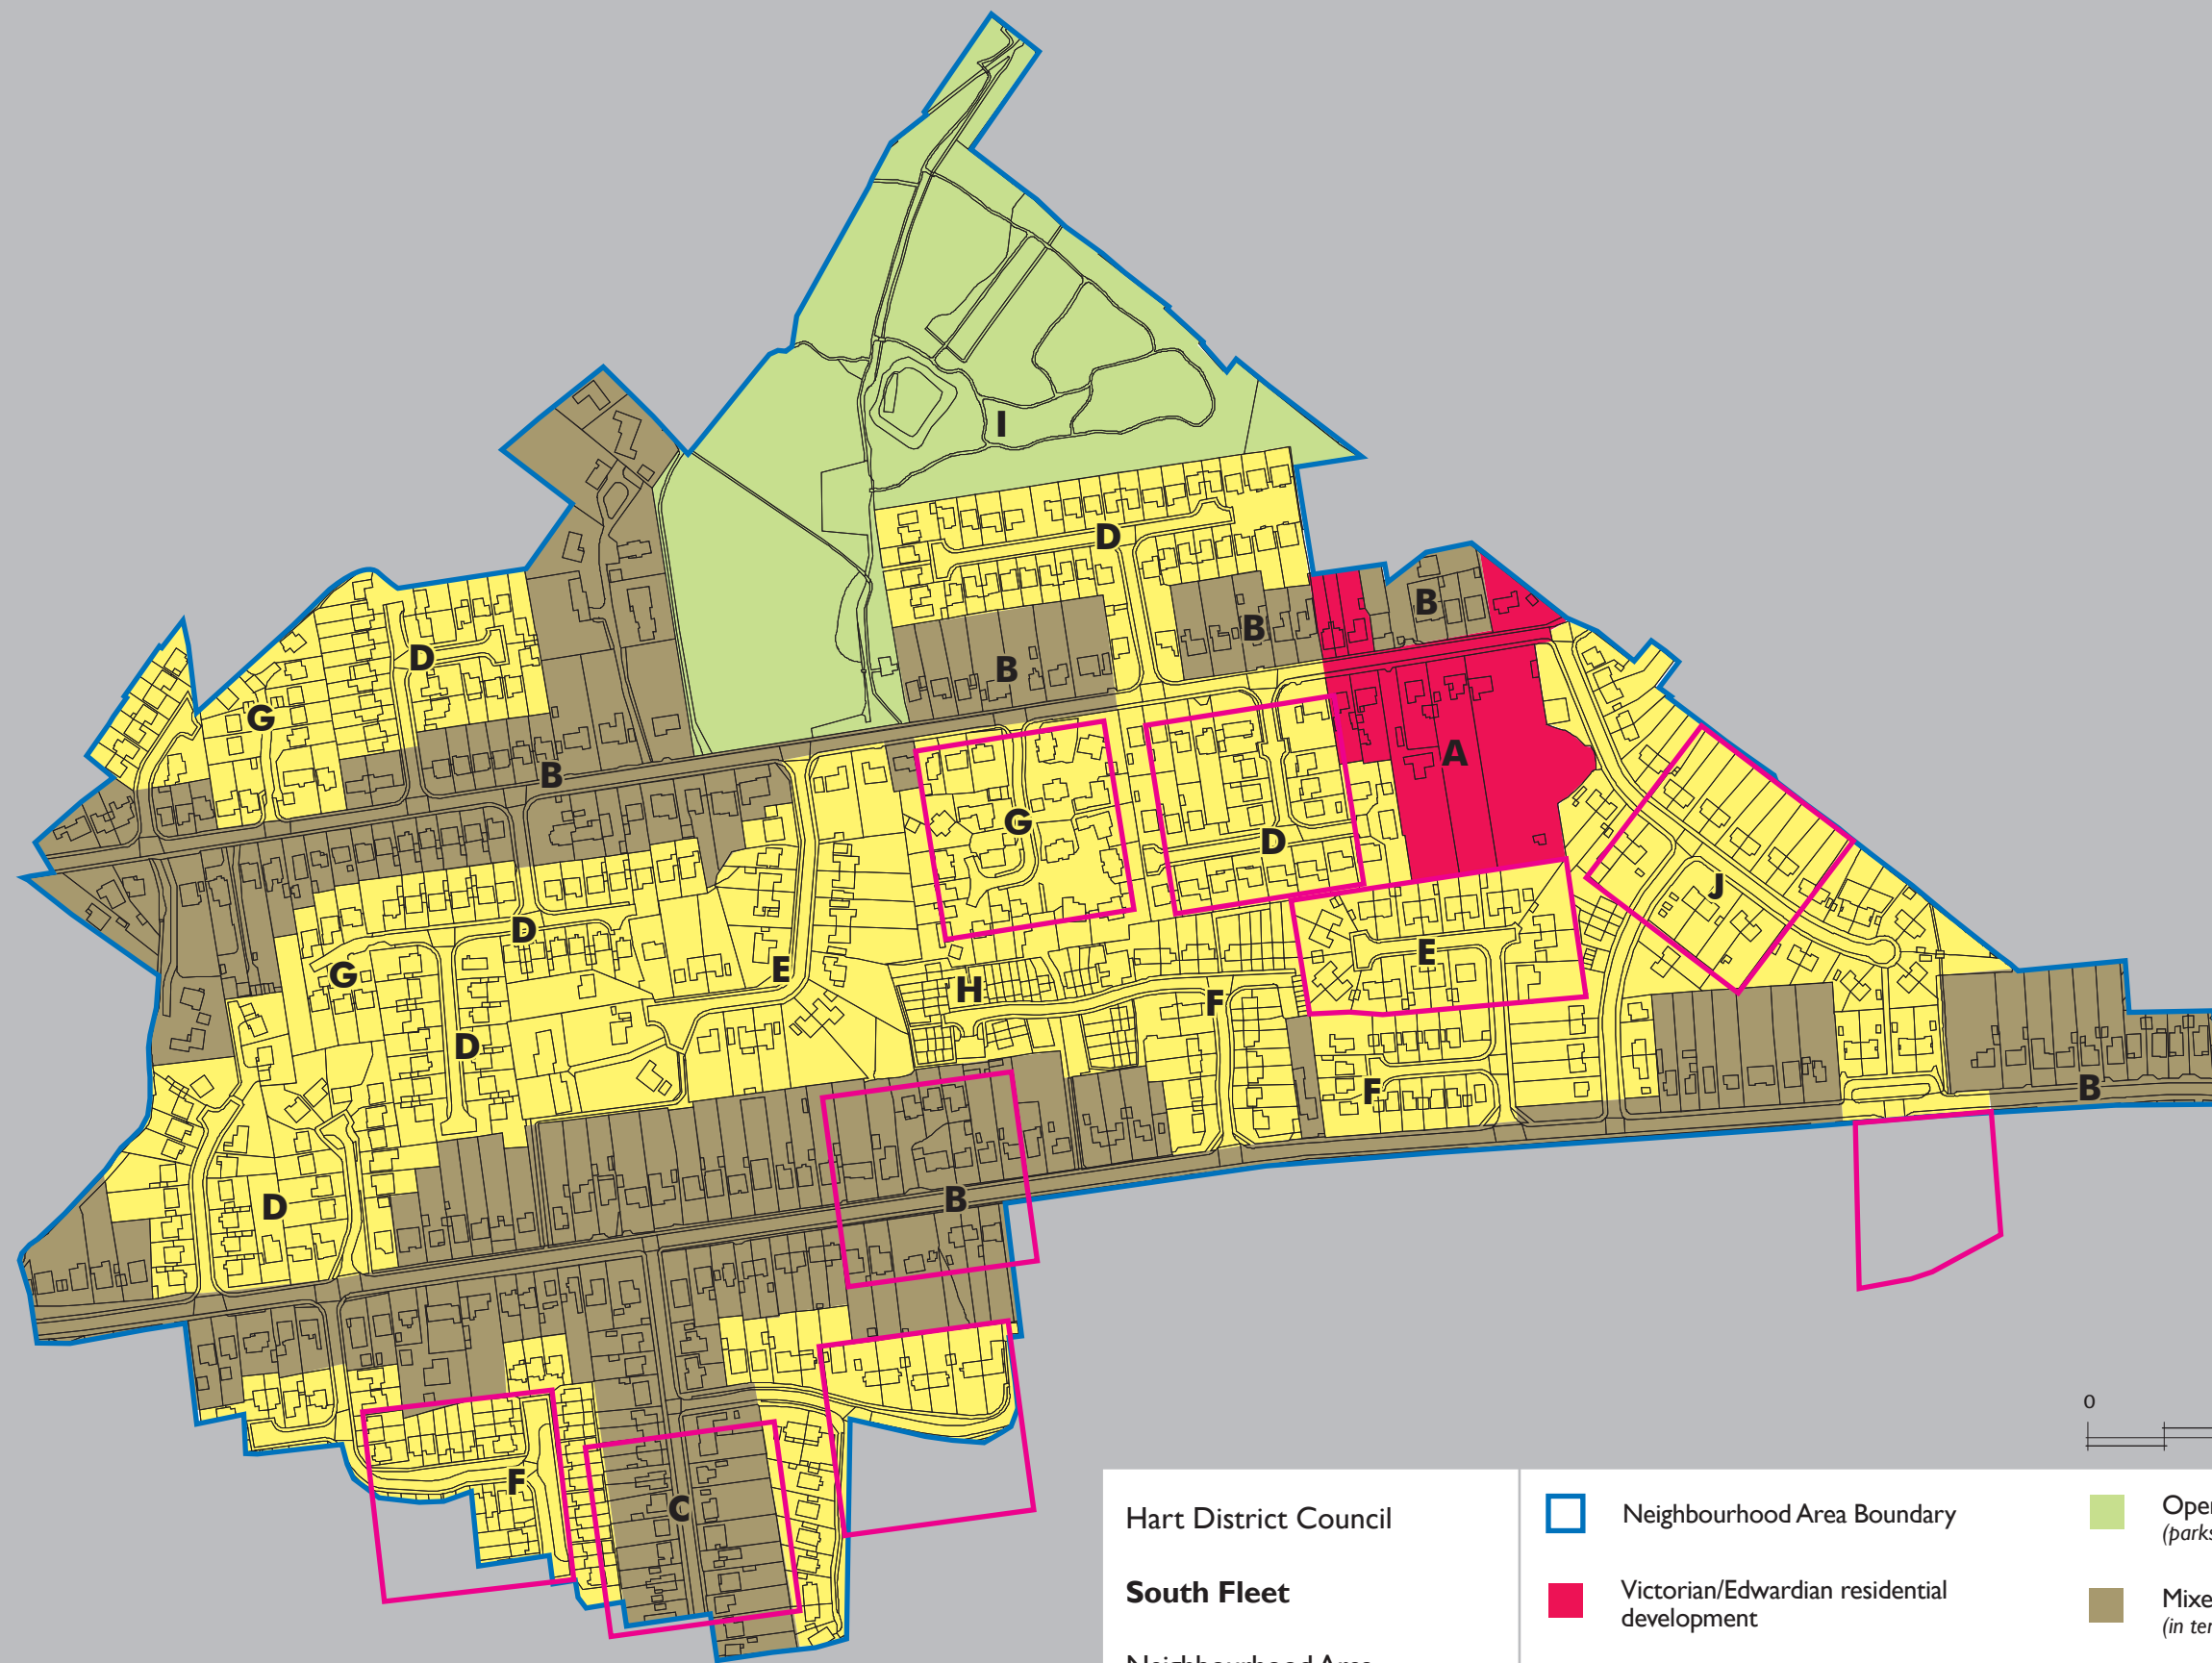 I
D
B
B
D
B
G
B
A
G
D
J
D
E
G
E
H
F
D
F
B
B
D
F
C
0
Hart District Council
South Fleet
Neighbourhood Area Boundary
Victorian/Edwardian residential
development